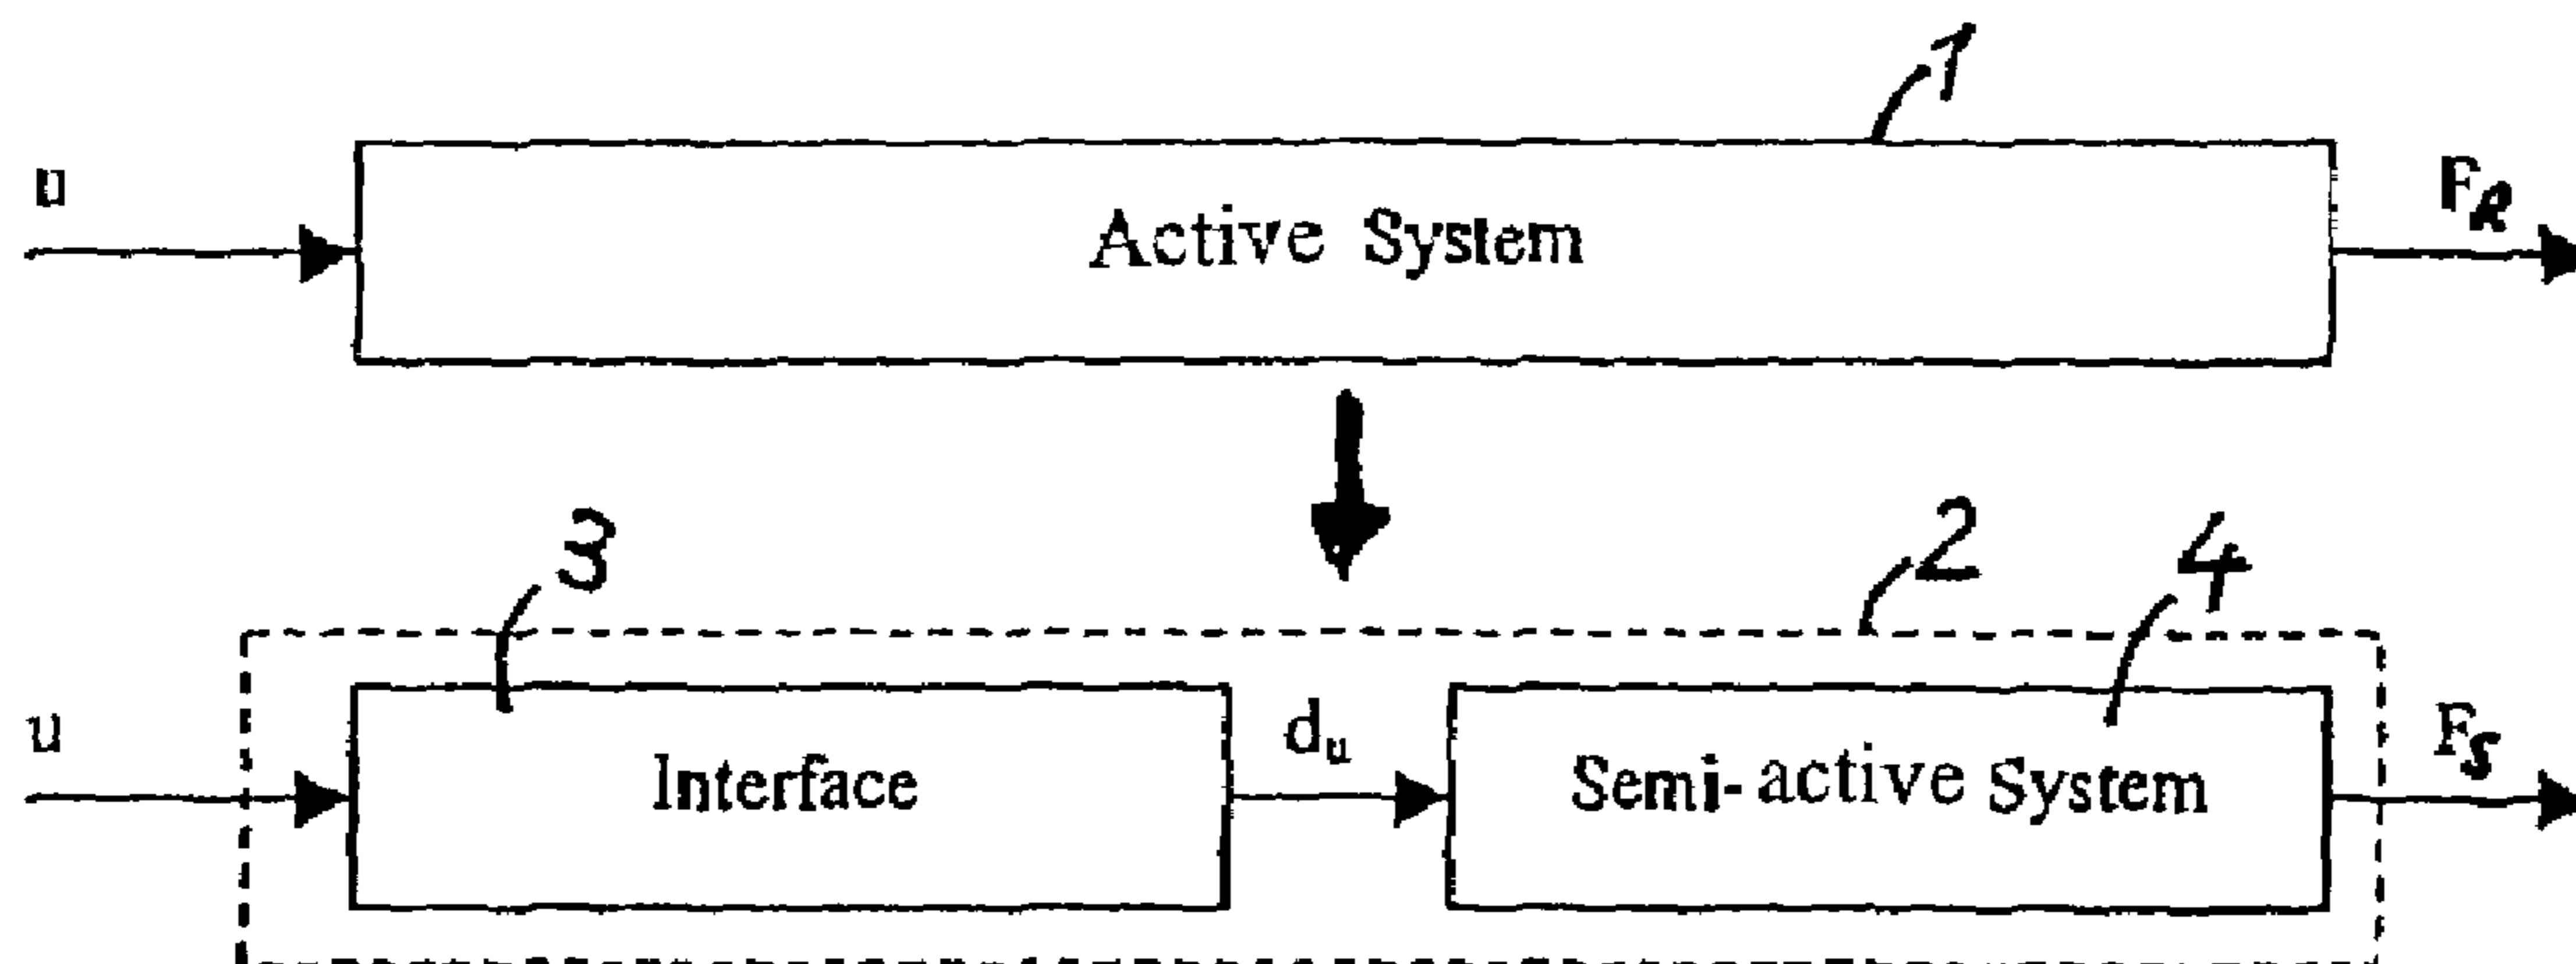 1
u
Active System
F_R
3
2
4
u
Interface
d_u
Semi-active System
F_S